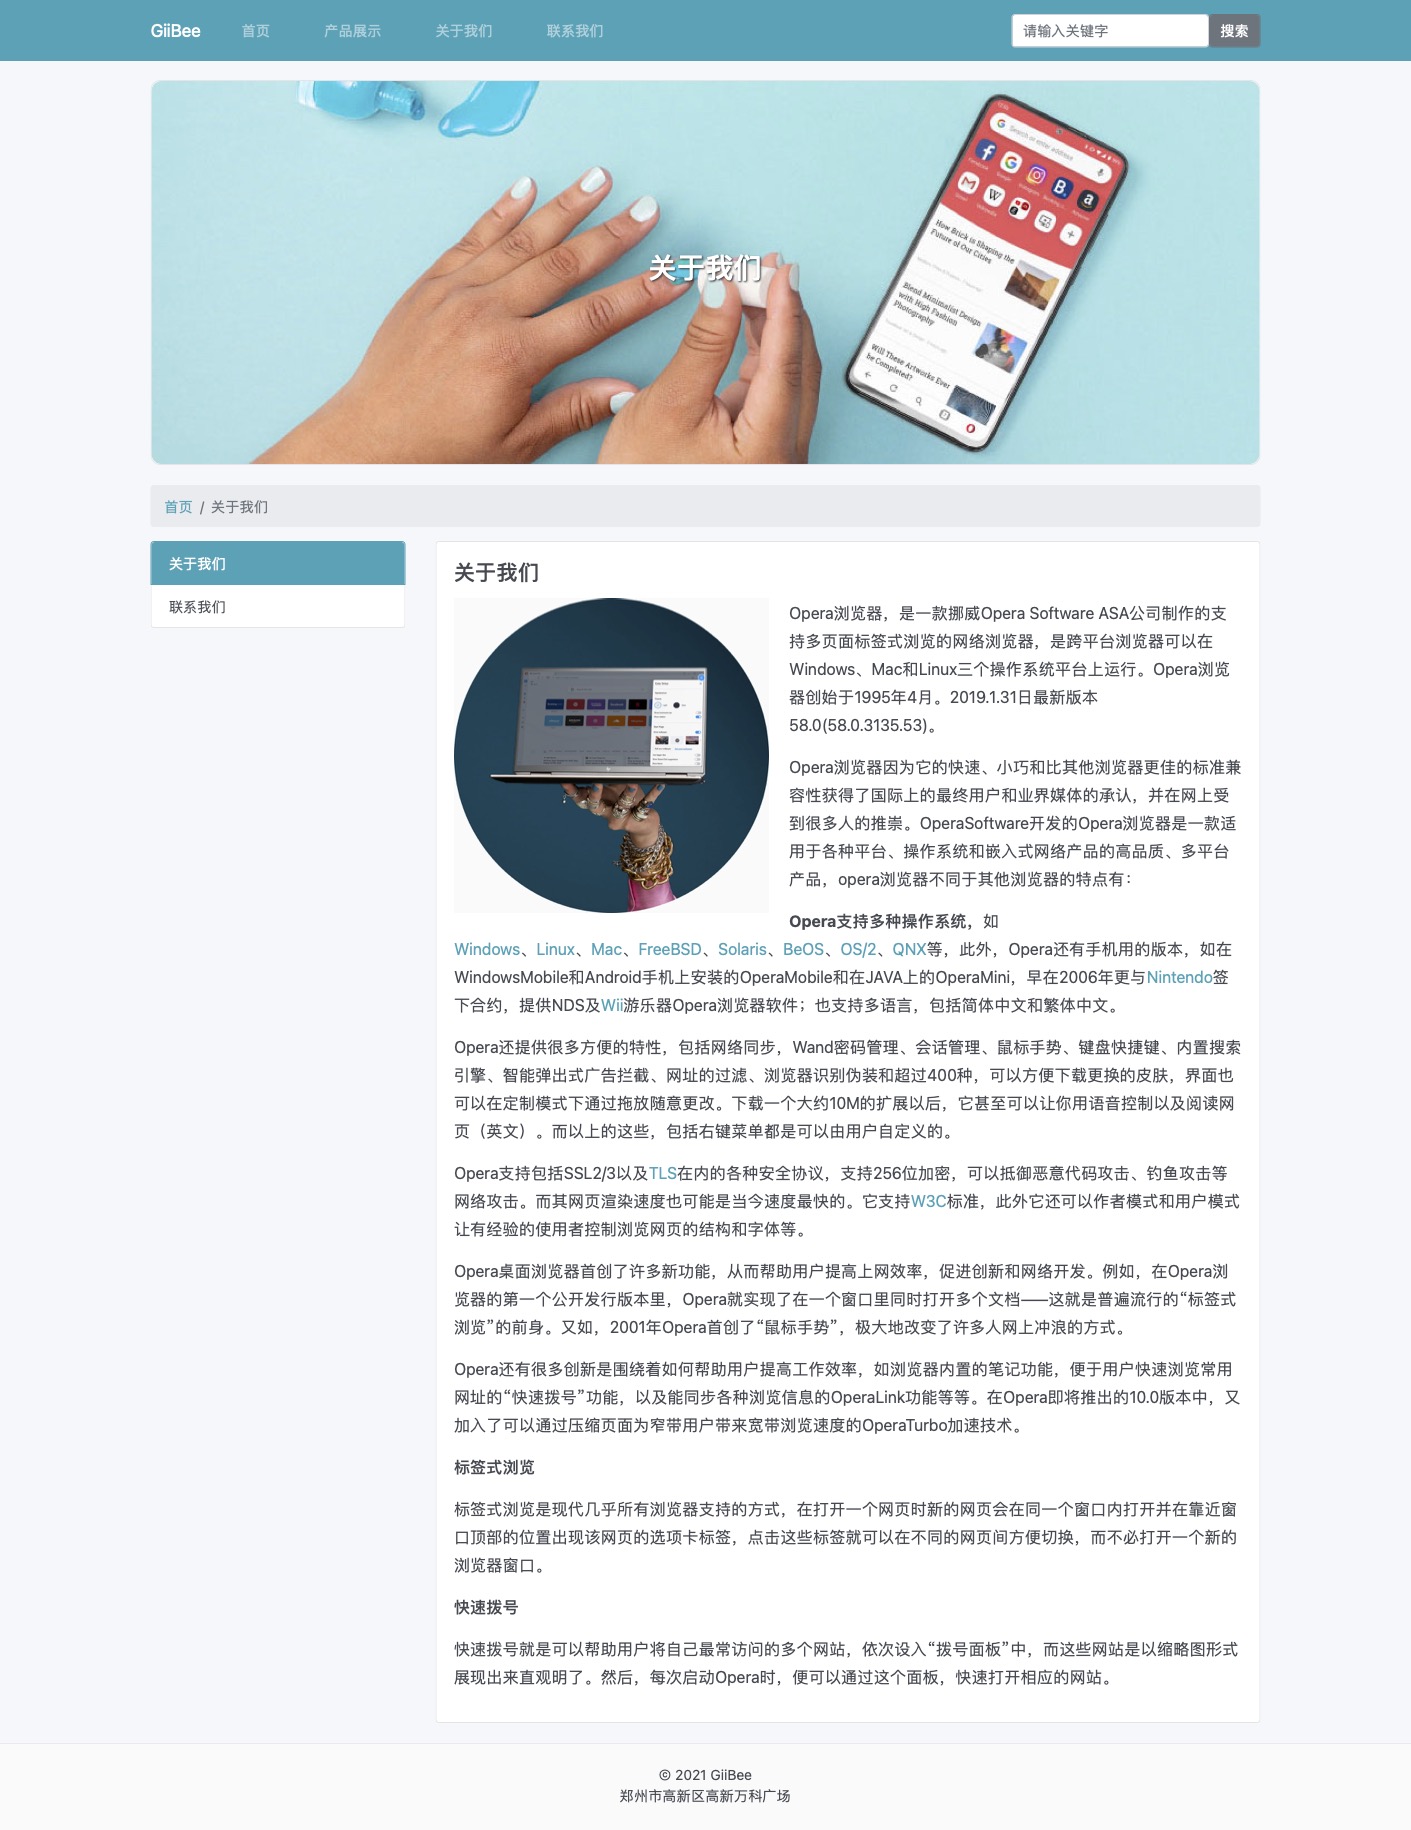 GiiBee 首页 产品展示 关于我们 联系我们 请输入关键字 搜索
Search or enter address
How Brick is Shaping the
Future of Our Cities
Blend Minimalist Design
with High Fashion
Photography
Will These Artworks Ever
be Completed?
关于我们
首页 / 关于我们
关于我们
联系我们
关于我们
Opera浏览器，是一款挪威Opera Software ASA公司制作的支
持多页面标签式浏览的网络浏览器，是跨平台浏览器可以在
Windows、Mac和Linux三个操作系统平台上运行。Opera浏览
器创始于1995年4月。2019.1.31日最新版本
58.0(58.0.3135.53)。
Opera浏览器因为它的快速、小巧和比其他浏览器更佳的标准兼
容性获得了国际上的最终用户和业界媒体的承认，并在网上受
到很多人的推崇。OperaSoftware开发的Opera浏览器是一款适
用于各种平台、操作系统和嵌入式网络产品的高品质、多平台
产品，opera浏览器不同于其他浏览器的特点有：
Opera支持多种操作系统，如
Windows、Linux、Mac、FreeBSD、Solaris、BeOS、OS/2、QNX等，此外，Opera还有手机用的版本，如在
WindowsMobile和Android手机上安装的OperaMobile和在JAVA上的OperaMini，早在2006年更与Nintendo签
下合约，提供NDS及Wii游乐器Opera浏览器软件；也支持多语言，包括简体中文和繁体中文。
Opera还提供很多方便的特性，包括网络同步，Wand密码管理、会话管理、鼠标手势、键盘快捷键、内置搜索
引擎、智能弹出式广告拦截、网址的过滤、浏览器识别伪装和超过400种，可以方便下载更换的皮肤，界面也
可以在定制模式下通过拖放随意更改。下载一个大约10M的扩展以后，它甚至可以让你用语音控制以及阅读网
页（英文）。而以上的这些，包括右键菜单都是可以由用户自定义的。
Opera支持包括SSL2/3以及TLS在内的各种安全协议，支持256位加密，可以抵御恶意代码攻击、钓鱼攻击等
网络攻击。而其网页渲染速度也可能是当今速度最快的。它支持W3C标准，此外它还可以作者模式和用户模式
让有经验的使用者控制浏览网页的结构和字体等。
Opera桌面浏览器首创了许多新功能，从而帮助用户提高上网效率，促进创新和网络开发。例如，在Opera浏
览器的第一个公开发行版本里，Opera就实现了在一个窗口里同时打开多个文档——这就是普遍流行的“标签式
浏览”的前身。又如，2001年Opera首创了“鼠标手势”，极大地改变了许多人网上冲浪的方式。
Opera还有很多创新是围绕着如何帮助用户提高工作效率，如浏览器内置的笔记功能，便于用户快速浏览常用
网址的“快速拨号”功能，以及能同步各种浏览信息的OperaLink功能等等。在Opera即将推出的10.0版本中，又
加入了可以通过压缩页面为窄带用户带来宽带浏览速度的OperaTurbo加速技术。
标签式浏览
标签式浏览是现代几乎所有浏览器支持的方式，在打开一个网页时新的网页会在同一个窗口内打开并在靠近窗
口顶部的位置出现该网页的选项卡标签，点击这些标签就可以在不同的网页间方便切换，而不必打开一个新的
浏览器窗口。
快速拨号
快速拨号就是可以帮助用户将自己最常访问的多个网站，依次设入“拨号面板”中，而这些网站是以缩略图形式
展现出来直观明了。然后，每次启动Opera时，便可以通过这个面板，快速打开相应的网站。
© 2021 GiiBee
郑州市高新区高新万科广场